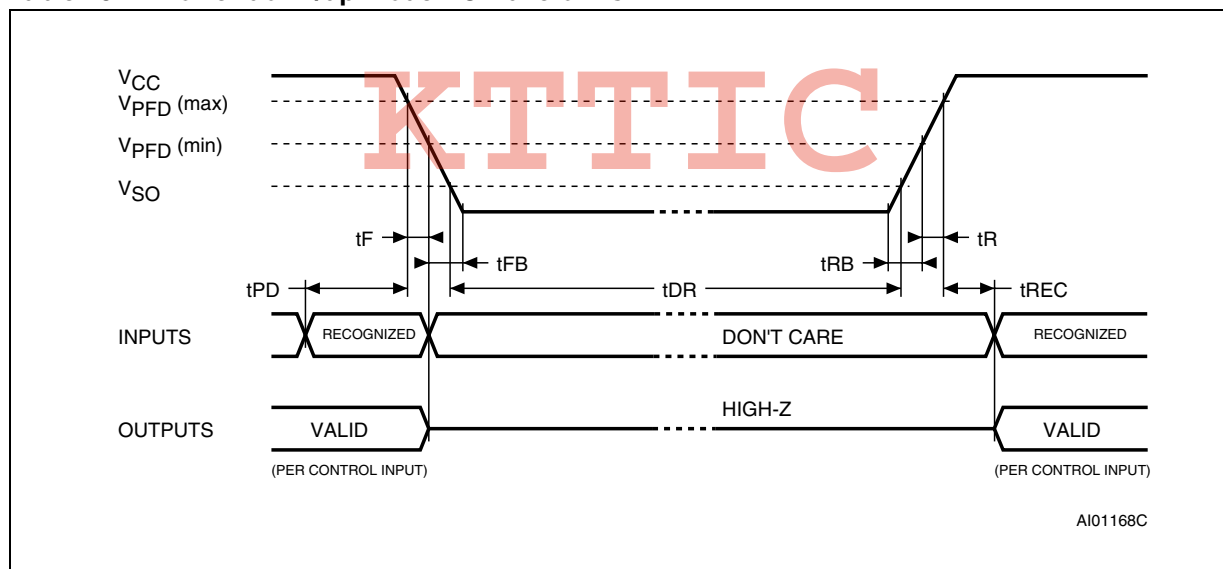 VCC
VPFD (max)
VPFD (min)
VSO
KTTIC
tF
tFB
tR
tRB
tPD
tDR
tREC
INPUTS
RECOGNIZED
DON'T CARE
RECOGNIZED
HIGH-Z
OUTPUTS
VALID
VALID
(PER CONTROL INPUT)
(PER CONTROL INPUT)
AI01168C